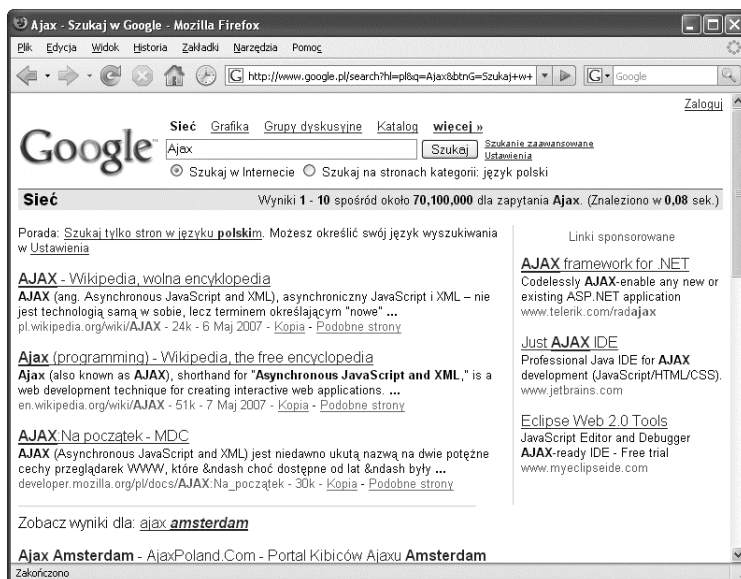 Ajax - Szukaj w Google - Mozilla Firefox
Plik Edycja Widok Historia Zakładki Narzędzia Pomoc
G http://www.google.pl/search?hl=pl&q=Ajax&btnG=Szukaj+w+ G Google
Zaloguj
Google™
Sieć Grafika Grupy dyskusyjne Katalog więcej »
Ajax Szukaj Szukanie zaawansowane
Ustawienia
Szukaj w Internecie Szukaj na stronach kategorii: język polski
Sieć Wyniki 1 - 10 spośród około 70,100,000 dla zapytania Ajax. (Znaleziono w 0,08 sek.)
Porada: Szukaj tylko stron w języku polskim. Możesz określić swój język wyszukiwania
w Ustawienia
AJAX - Wikipedia, wolna encyklopedia
AJAX (ang. Asynchronous JavaScript and XML), asynchroniczny JavaScript i XML – nie
jest technologią samą w sobie, lecz terminem określającym "nowe" ...
pl.wikipedia.org/wiki/AJAX - 24k - 6 Maj 2007 - Kopia - Podobne strony
Ajax (programming) - Wikipedia, the free encyclopedia
Ajax (also known as AJAX), shorthand for "Asynchronous JavaScript and XML," is a
web development technique for creating interactive web applications. ...
en.wikipedia.org/wiki/AJAX - 51k - 7 Maj 2007 - Kopia - Podobne strony
AJAX:Na początek - MDC
AJAX (Asynchronous JavaScript and XML) jest niedawno ukutą nazwą na dwie potężne
cechy przeglądarek WWW, które &ndash choć dostępne od lat &ndash były ...
developer.mozilla.org/pl/docs/AJAX:Na_początek - 30k - Kopia - Podobne strony
Zobacz wyniki dla: ajax amsterdam
Ajax Amsterdam - AjaxPoland.Com - Portal Kibiców Ajaxu Amsterdam
Linki sponsorowane
AJAX framework for .NET
Codelessly AJAX-enable any new or
existing ASP.NET application
www.telerik.com/radajax
Just AJAX IDE
Professional Java IDE for AJAX
development (JavaScript/HTML/CSS).
www.jetbrains.com
Eclipse Web 2.0 Tools
JavaScript Editor and Debugger
AJAX-ready IDE - Free trial
www.myeclipseide.com
Zakończono